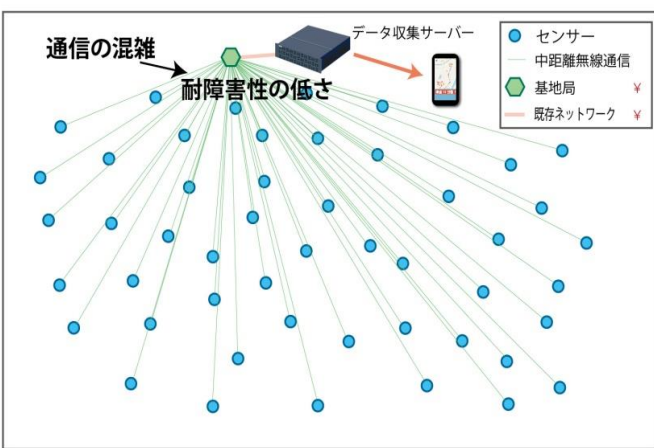 通信の混雑
耐障害性の低さ
データ収集サーバー
センサー
中距離無線通信
基地局 ¥
既存ネットワーク ¥